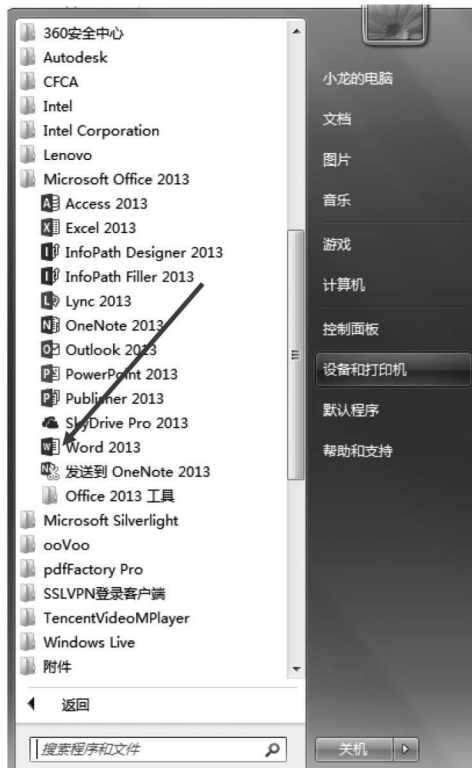 360安全中心
Autodesk
CFCA
Intel
Intel Corporation
Lenovo
Microsoft Office 2013
Access 2013
Excel 2013
InfoPath Designer 2013
InfoPath Filler 2013
Lync 2013
OneNote 2013
Outlook 2013
PowerPoint 2013
Publisher 2013
SkyDrive Pro 2013
Word 2013
发送到 OneNote 2013
Office 2013 工具
Microsoft Silverlight
ooVoo
pdfFactory Pro
SSLVPN登录客户端
TencentVideoMPlayer
Windows Live
附件
返回
搜索程序和文件
小龙的电脑
文档
图片
音乐
游戏
计算机
控制面板
设备和打印机
默认程序
帮助和支持
关机